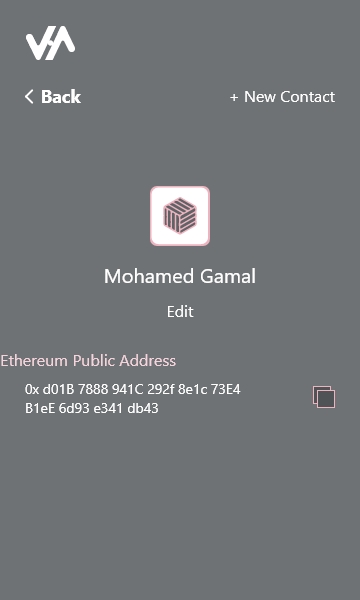 VIA
Back
+ New Contact
Mohamed Gamal
Edit
Ethereum Public Address
0x d01B 7888 941C 292f 8e1c 73E4
B1eE 6d93 e341 db43